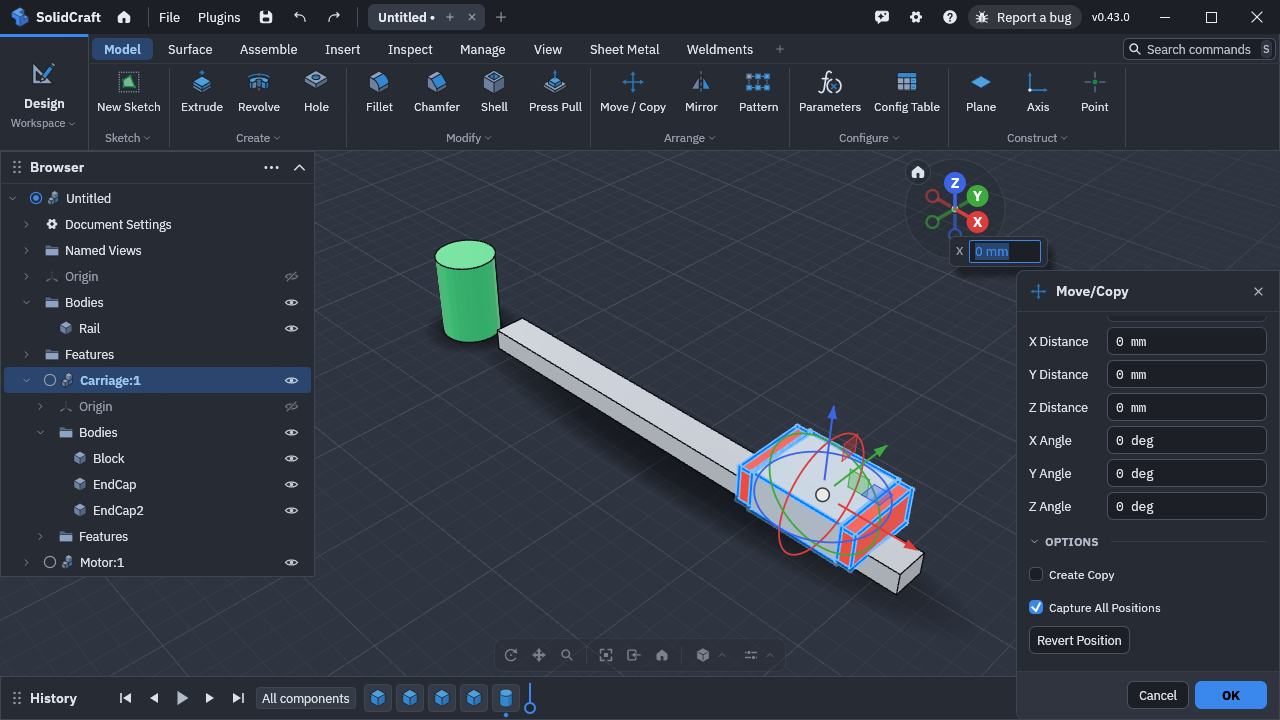 SolidCraft
File
Plugins
Untitled •
Report a bug
v0.43.0
Design
Workspace
Model
Surface
Assemble
Insert
Inspect
Manage
View
Sheet Metal
Weldments
Search commands
S
New Sketch
Extrude
Revolve
Hole
Fillet
Chamfer
Shell
Press Pull
Move / Copy
Mirror
Pattern
Parameters
Config Table
Plane
Axis
Point
Sketch
Create
Modify
Arrange
Configure
Construct
Browser
Untitled
Document Settings
Named Views
Origin
Bodies
Rail
Features
Carriage:1
Origin
Bodies
Block
EndCap
EndCap2
Features
Motor:1
Z
Y
X
X 0 mm
Move/Copy
X Distance 0 mm
Y Distance 0 mm
Z Distance 0 mm
X Angle 0 deg
Y Angle 0 deg
Z Angle 0 deg
OPTIONS
Create Copy
Capture All Positions
Revert Position
Cancel
OK
History
All components